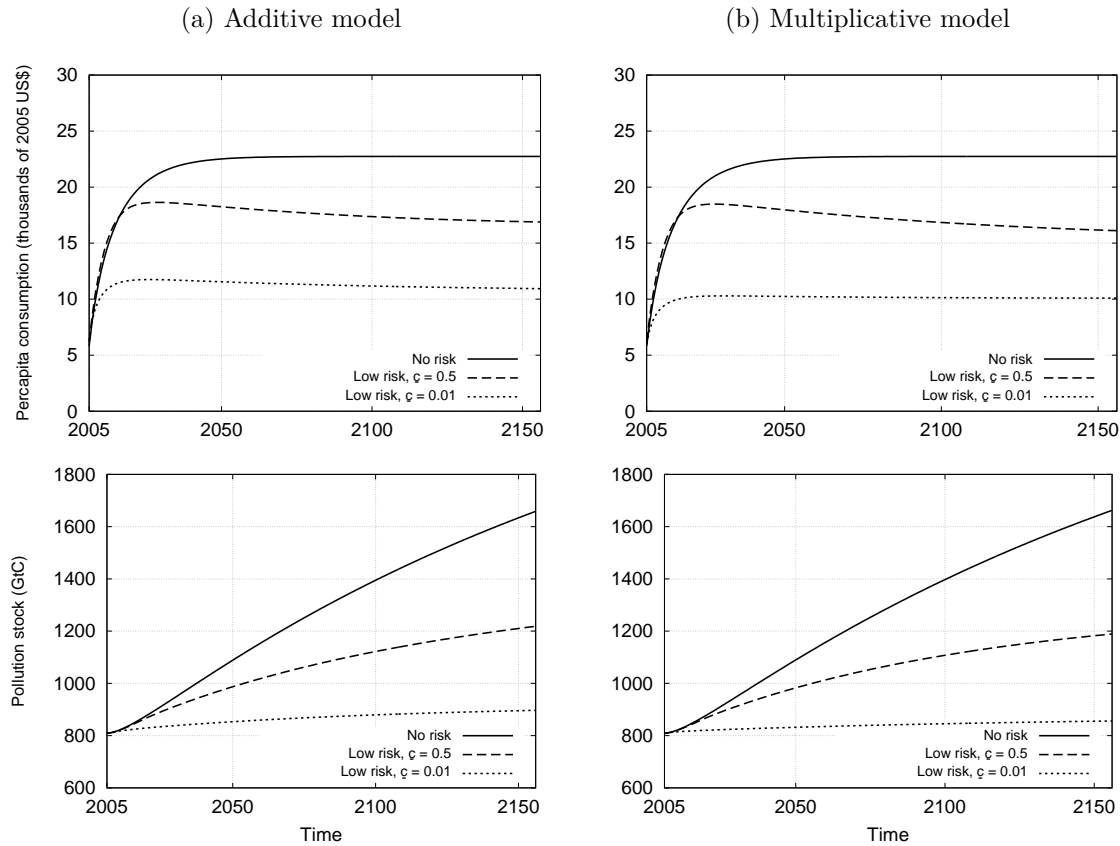 (a) Additive model
(b) Multiplicative model
Percapita consumption (thousands of 2005 US$)
30
25
20
15
10
5
0
2005 2050 2100 2150
No risk
Low risk, ç = 0.5
Low risk, ç = 0.01
30
25
20
15
10
5
0
2005 2050 2100 2150
No risk
Low risk, ç = 0.5
Low risk, ç = 0.01
Pollution stock (GtC)
1800
1600
1400
1200
1000
800
600
2005 2050 2100 2150
Time
No risk
Low risk, ç = 0.5
Low risk, ç = 0.01
1800
1600
1400
1200
1000
800
600
2005 2050 2100 2150
Time
No risk
Low risk, ç = 0.5
Low risk, ç = 0.01